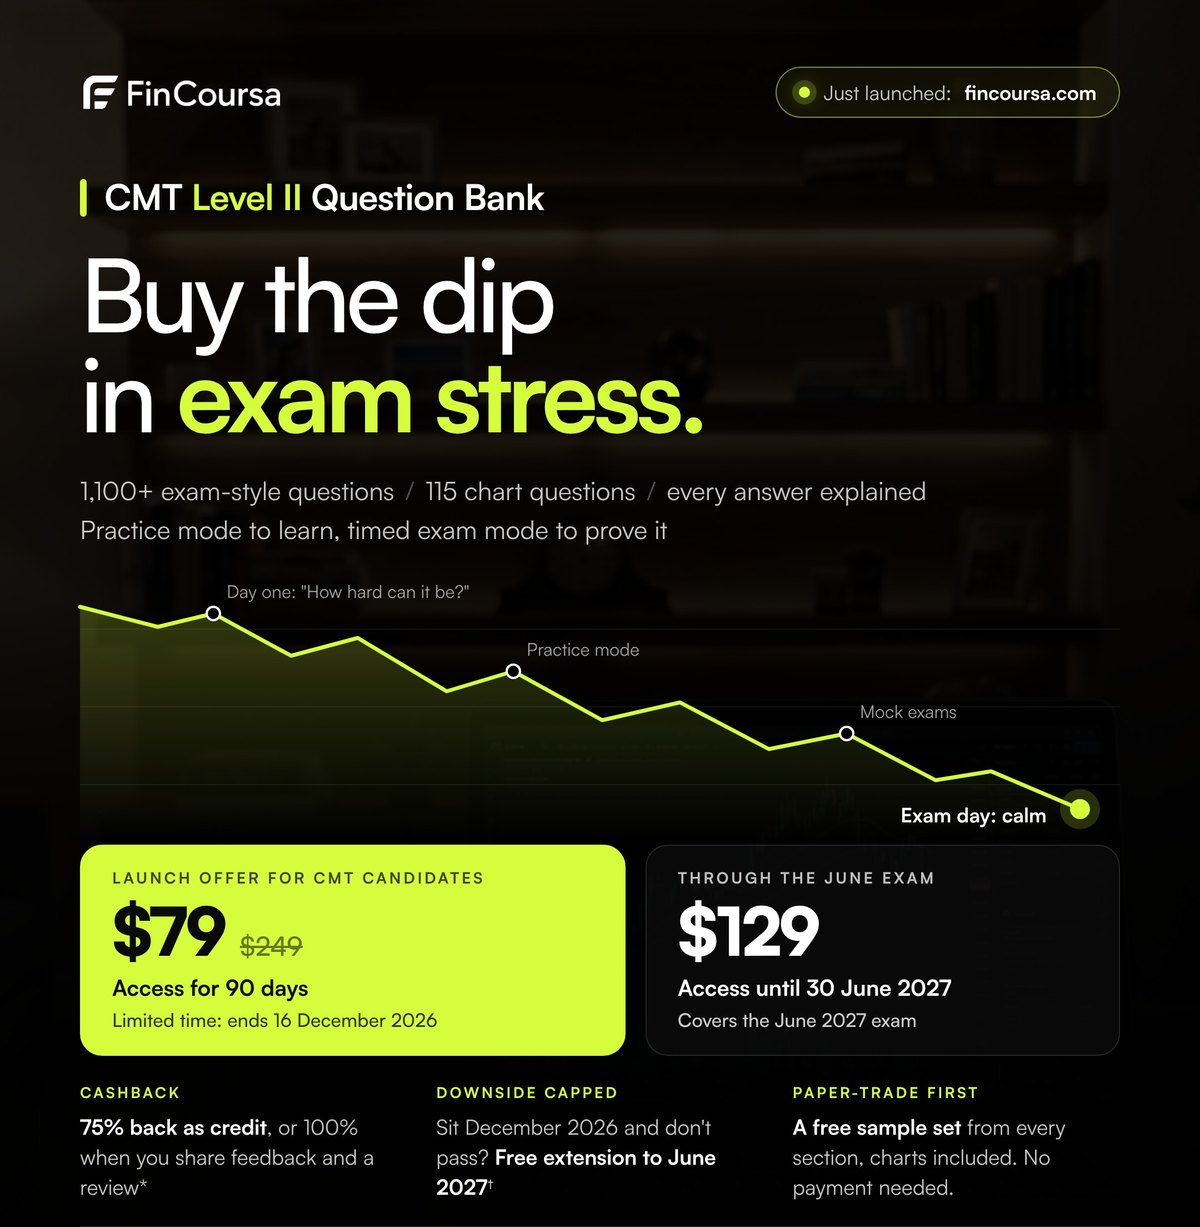 FinCoursa
Just launched: fincoursa.com
CMT Level II Question Bank
Buy the dip
in exam stress.
1,100+ exam-style questions / 115 chart questions / every answer explained
Practice mode to learn, timed exam mode to prove it
Day one: "How hard can it be?"
Practice mode
Mock exams
Exam day: calm
LAUNCH OFFER FOR CMT CANDIDATES
$79 $249
Access for 90 days
Limited time: ends 16 December 2026
THROUGH THE JUNE EXAM
$129
Access until 30 June 2027
Covers the June 2027 exam
CASHBACK
75% back as credit, or 100%
when you share feedback and a
review*
DOWNSIDE CAPPED
Sit December 2026 and don't
pass? Free extension to June
2027†
PAPER-TRADE FIRST
A free sample set from every
section, charts included. No
payment needed.